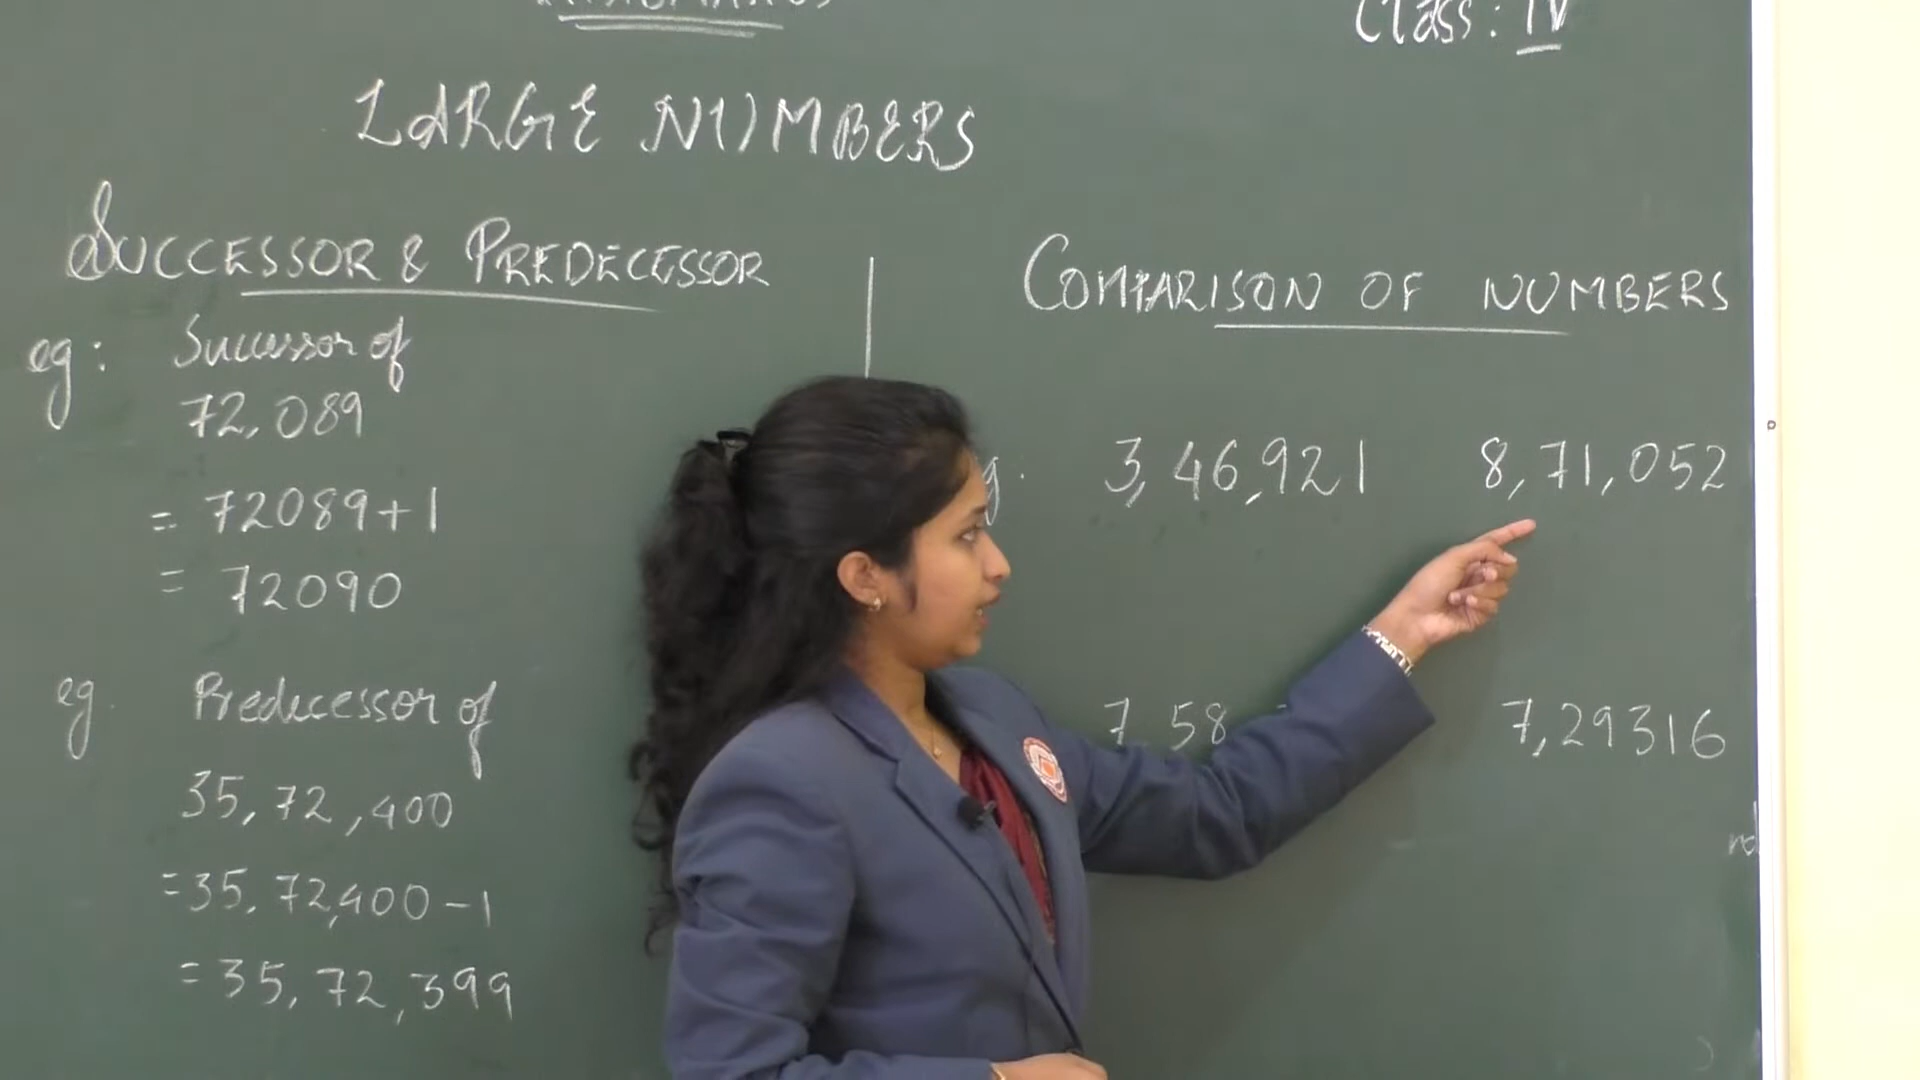 Class: IV
LARGE NUMBERS
SUCCESSOR & PREDECESSOR
eg: Successor of
72,089
= 72089+1
= 72090
eg. Predecessor of
35,72,400
=35,72,400-1
=35,72,399
COMPARISON OF NUMBERS
3,46,921 8,71,052
7 58 7,29316